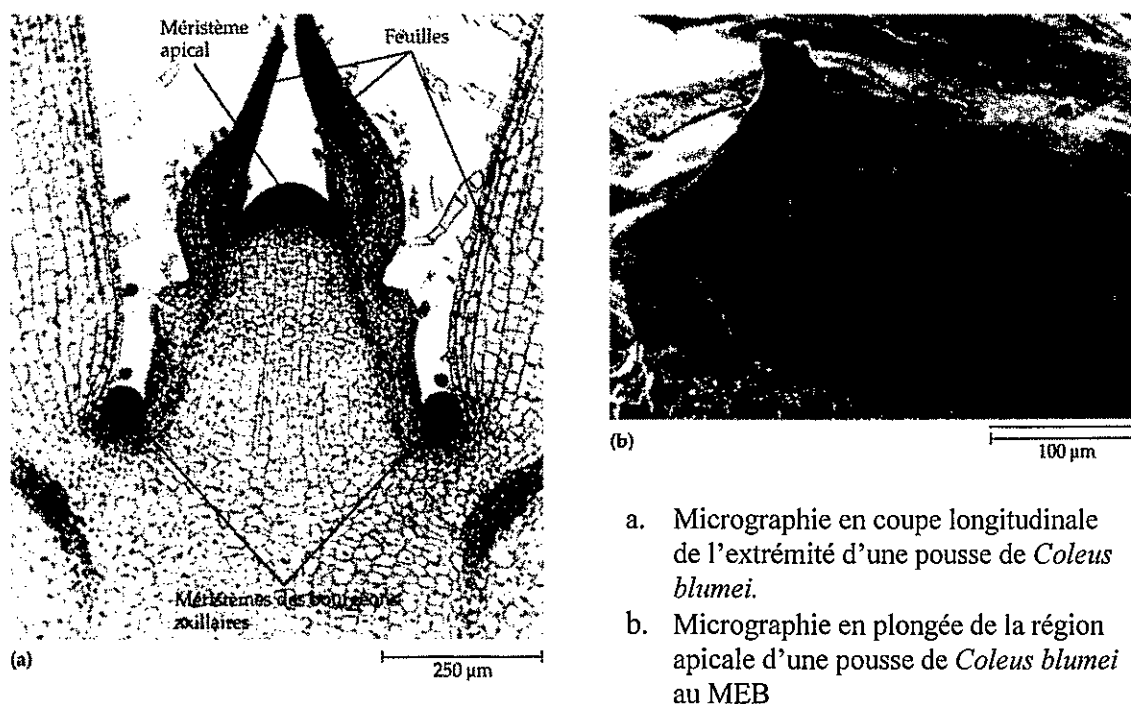 Méristème
apical
Feuilles
Méristèmes des bourgeons
axillaires
(a)
250 µm
(b)
100 µm
a. Micrographie en coupe longitudinale
de l'extrémité d'une pousse de Coleus
blumei.
b. Micrographie en plongée de la région
apicale d'une pousse de Coleus blumei
au MEB